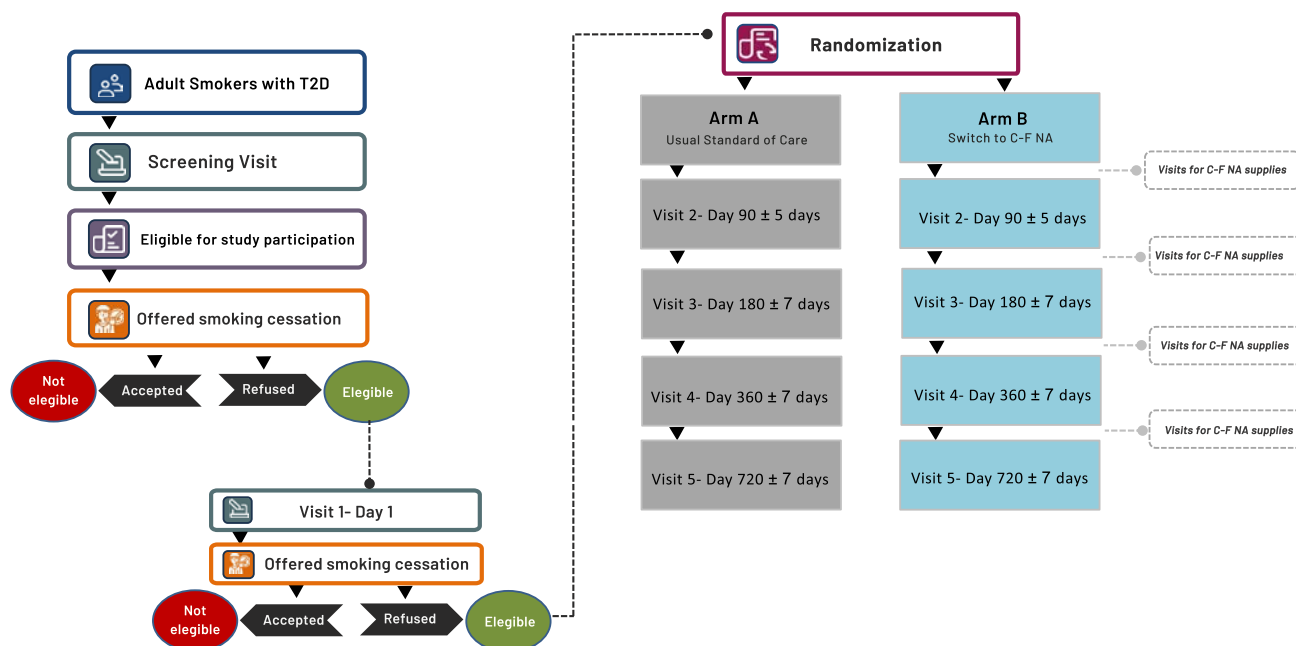 Adult Smokers with T2D
Screening Visit
Eligible for study participation
Offered smoking cessation
Not
elegible
Accepted
Refused
Elegible
Visit 1- Day 1
Offered smoking cessation
Not
elegible
Accepted
Refused
Elegible
Randomization
Arm A
Usual Standard of Care
Visit 2- Day 90 ± 5 days
Visit 3- Day 180 ± 7 days
Visit 4- Day 360 ± 7 days
Visit 5- Day 720 ± 7 days
Arm B
Switch to C-F NA
Visit 2- Day 90 ± 5 days
Visit 3- Day 180 ± 7 days
Visit 4- Day 360 ± 7 days
Visit 5- Day 720 ± 7 days
Visits for C-F NA supplies
Visits for C-F NA supplies
Visits for C-F NA supplies
Visits for C-F NA supplies